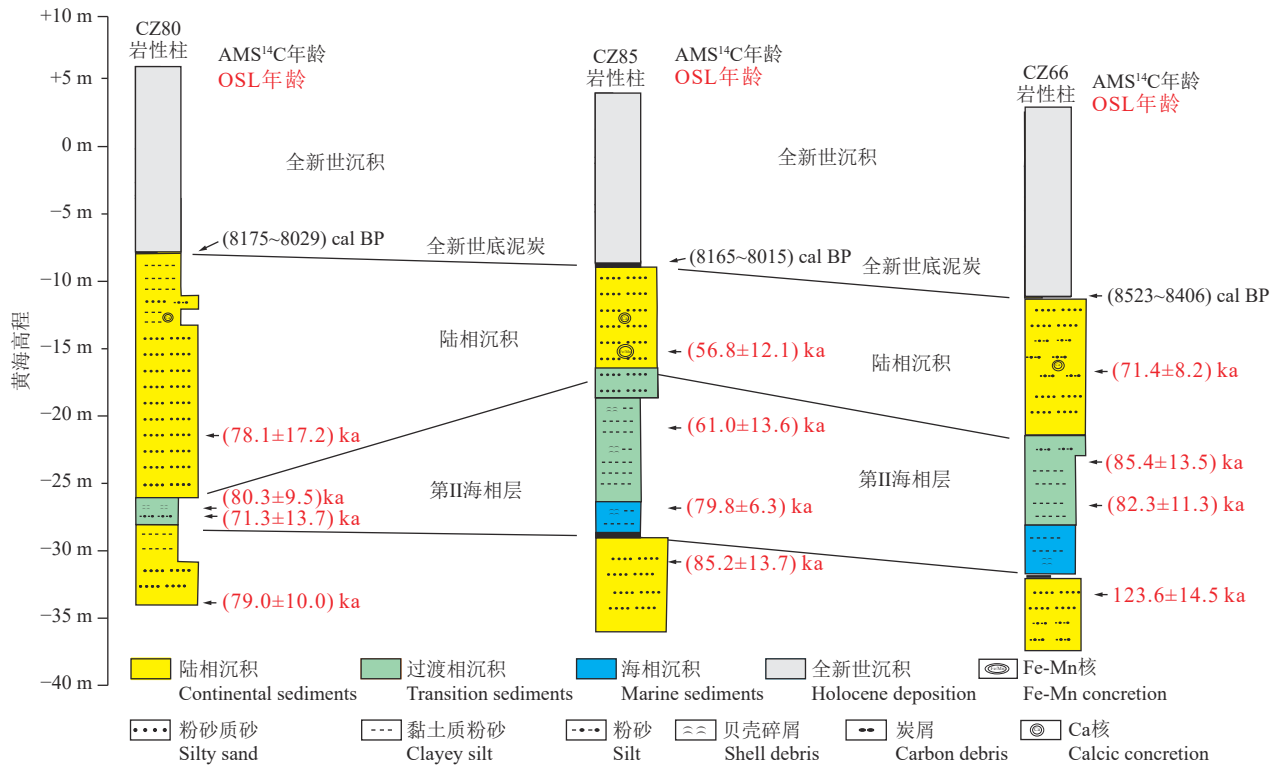 +10 m
+5 m
0 m
−5 m
−10 m
−15 m
−20 m
−25 m
−30 m
−35 m
−40 m
黄海高程
CZ80
岩性柱
AMS¹⁴C年龄
OSL年龄
CZ85
岩性柱
AMS¹⁴C年龄
OSL年龄
CZ66
岩性柱
AMS¹⁴C年龄
OSL年龄
全新世沉积
全新世沉积
(8175~8029) cal BP
全新世底泥炭
(8165~8015) cal BP
全新世底泥炭
(8523~8406) cal BP
陆相沉积
(56.8±12.1) ka
陆相沉积
(71.4±8.2) ka
(78.1±17.2) ka
(61.0±13.6) ka
(85.4±13.5) ka
(80.3±9.5)ka
(71.3±13.7) ka
第II海相层
(79.8±6.3) ka
(82.3±11.3) ka
(85.2±13.7) ka
(79.0±10.0) ka
123.6±14.5 ka
陆相沉积
Continental sediments
过渡相沉积
Transition sediments
海相沉积
Marine sediments
全新世沉积
Holocene deposition
Fe-Mn核
Fe-Mn concretion
粉砂质砂
Silty sand
黏土质粉砂
Clayey silt
粉砂
Silt
贝壳碎屑
Shell debris
炭屑
Carbon debris
Ca核
Calcic concretion